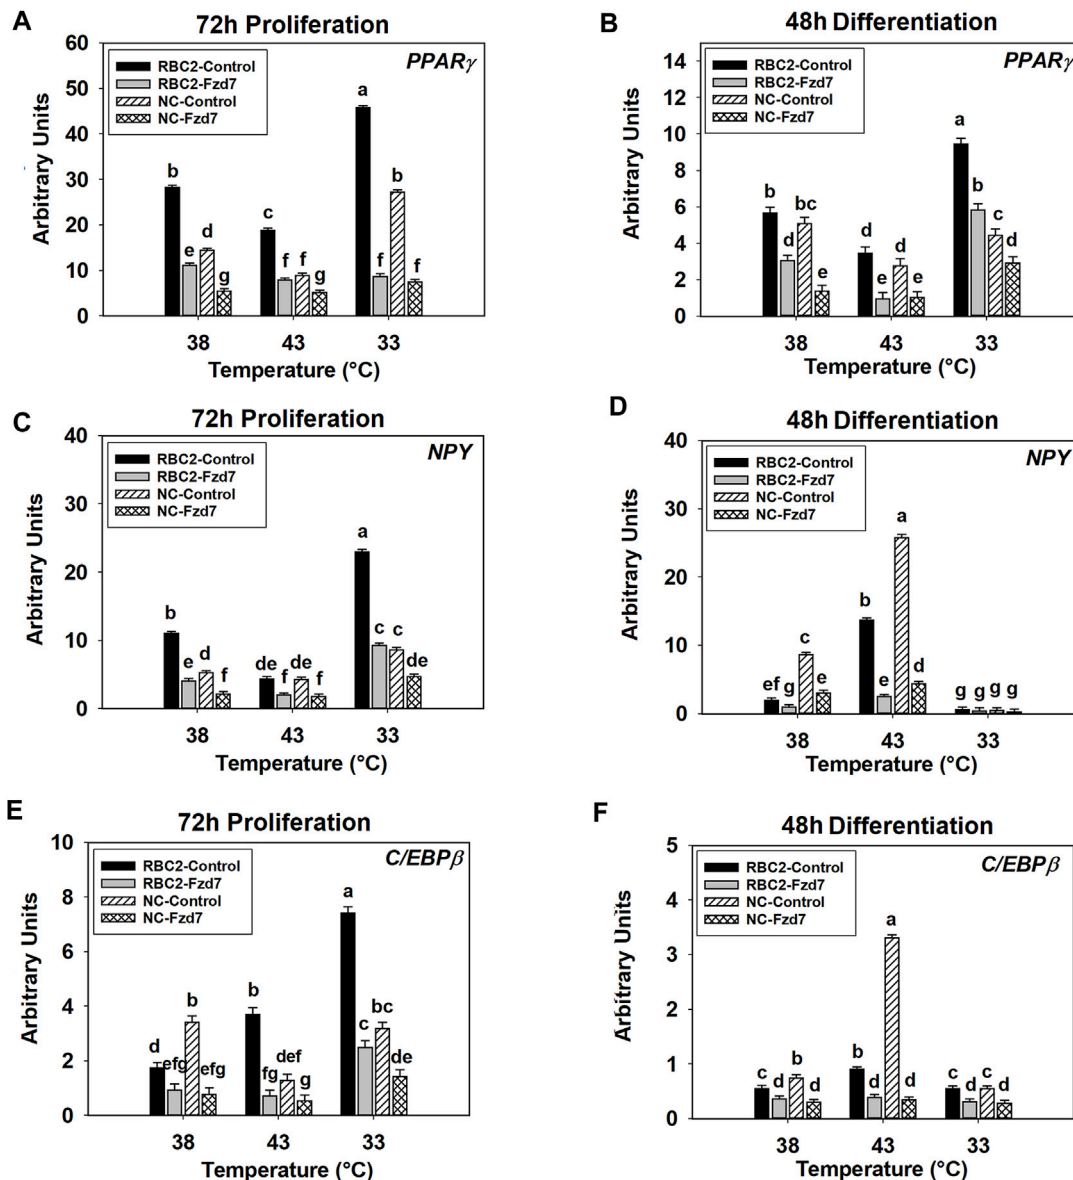 A
72h Proliferation
60
50
40
30
20
10
0
Arbitrary Units
RBC2-Control
RBC2-Fzd7
NC-Control
NC-Fzd7
PPARγ
b e d g c f f g a f b f
38 43 33
Temperature (°C)
B
48h Differentiation
14
12
10
8
6
4
2
0
Arbitrary Units
RBC2-Control
RBC2-Fzd7
NC-Control
NC-Fzd7
PPARγ
b d bc e d e d e a b c d
38 43 33
Temperature (°C)
C
72h Proliferation
40
30
20
10
0
Arbitrary Units
RBC2-Control
RBC2-Fzd7
NC-Control
NC-Fzd7
NPY
b e d f de f de f a c c de
38 43 33
Temperature (°C)
D
48h Differentiation
40
30
20
10
0
Arbitrary Units
RBC2-Control
RBC2-Fzd7
NC-Control
NC-Fzd7
NPY
ef g c e b e a d g g g g
38 43 33
Temperature (°C)
E
72h Proliferation
10
8
6
4
2
0
Arbitrary Units
RBC2-Control
RBC2-Fzd7
NC-Control
NC-Fzd7
C/EBPβ
d efg b efg b fg def g a c bc de
38 43 33
Temperature (°C)
F
48h Differentiation
5
4
3
2
1
0
Arbitrary Units
RBC2-Control
RBC2-Fzd7
NC-Control
NC-Fzd7
C/EBPβ
c d b d b d a d c d c d
38 43 33
Temperature (°C)